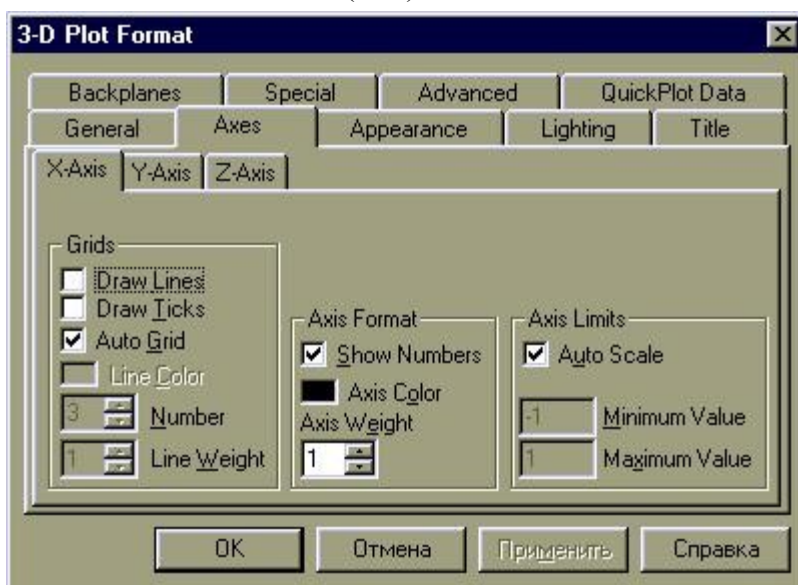 3-D Plot Format
Backplanes Special Advanced QuickPlot Data
General Axes Appearance Lighting Title
X-Axis Y-Axis Z-Axis
Grids
Draw Lines
Draw Ticks
Auto Grid
Line Color
3 Number
1 Line Weight
Axis Format
Show Numbers
Axis Color
Axis Weight
1
Axis Limits
Auto Scale
-1 Minimum Value
1 Maximum Value
OK Отмена Применить Справка